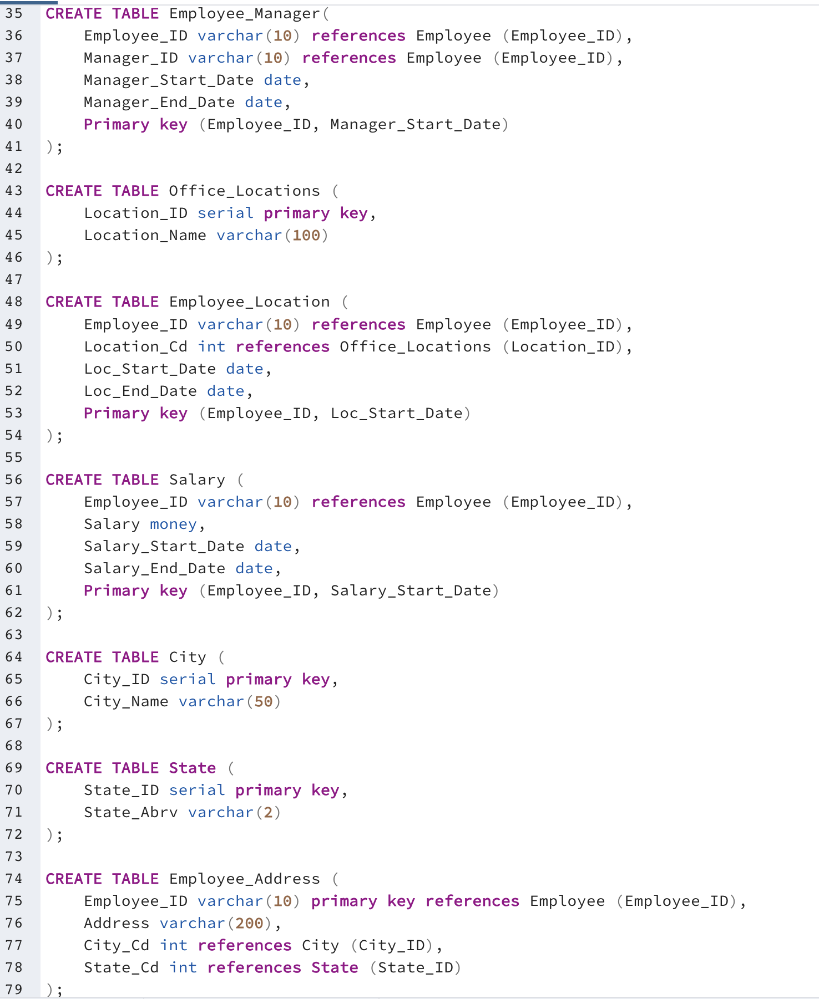 35 CREATE TABLE Employee_Manager(
36     Employee_ID varchar(10) references Employee (Employee_ID),
37     Manager_ID varchar(10) references Employee (Employee_ID),
38     Manager_Start_Date date,
39     Manager_End_Date date,
40     Primary key (Employee_ID, Manager_Start_Date)
41 );
42
43 CREATE TABLE Office_Locations (
44     Location_ID serial primary key,
45     Location_Name varchar(100)
46 );
47
48 CREATE TABLE Employee_Location (
49     Employee_ID varchar(10) references Employee (Employee_ID),
50     Location_Cd int references Office_Locations (Location_ID),
51     Loc_Start_Date date,
52     Loc_End_Date date,
53     Primary key (Employee_ID, Loc_Start_Date)
54 );
55
56 CREATE TABLE Salary (
57     Employee_ID varchar(10) references Employee (Employee_ID),
58     Salary money,
59     Salary_Start_Date date,
60     Salary_End_Date date,
61     Primary key (Employee_ID, Salary_Start_Date)
62 );
63
64 CREATE TABLE City (
65     City_ID serial primary key,
66     City_Name varchar(50)
67 );
68
69 CREATE TABLE State (
70     State_ID serial primary key,
71     State_Abrv varchar(2)
72 );
73
74 CREATE TABLE Employee_Address (
75     Employee_ID varchar(10) primary key references Employee (Employee_ID),
76     Address varchar(200),
77     City_Cd int references City (City_ID),
78     State_Cd int references State (State_ID)
79 );